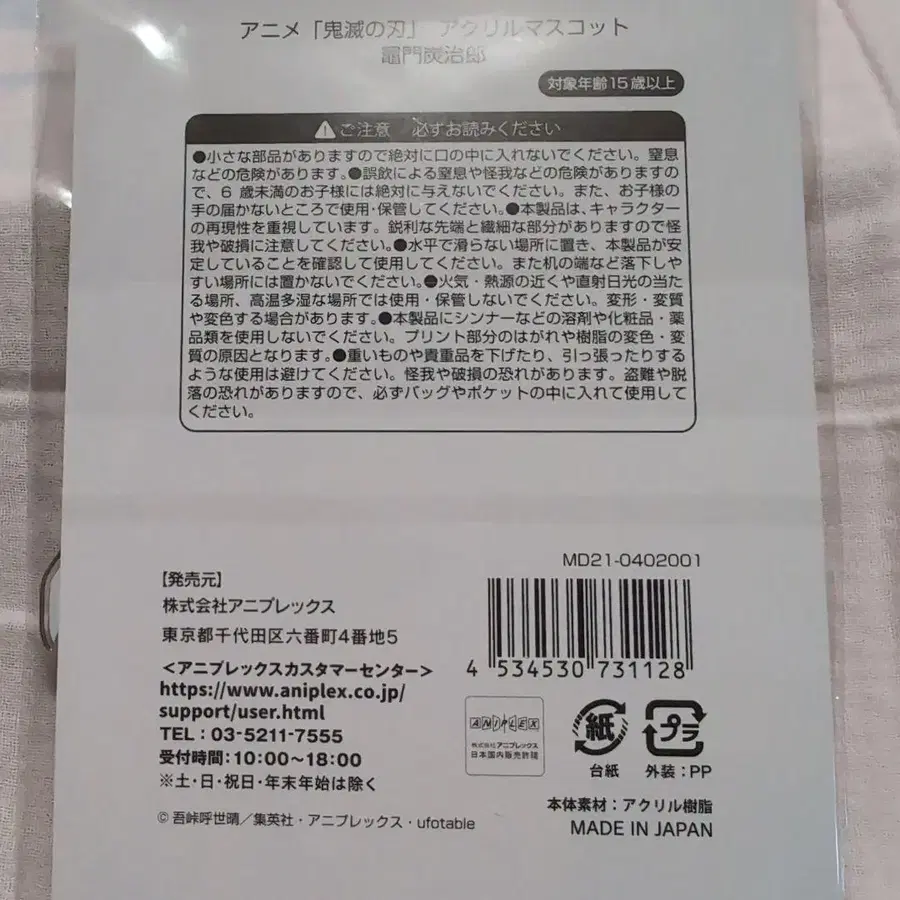 アニメ「鬼滅の刃」 アクリルマスコット
竈門炭治郎
対象年齢15歳以上
ご注意 必ずお読みください
●小さな部品がありますので絶対に口の中に入れないでください。窒息
などの危険があります。●誤飲による窒息や怪我などの危険があります
ので、6 歳未満のお子様には絶対に与えないでください。また、お子様の
手の届かないところで使用・保管してください。●本製品は、キャラクター
の再現性を重視しています。鋭利な先端と繊細な部分がありますので怪
我や破損に注意してください。●水平で滑らない場所に置き、本製品が安
定していることを確認して使用してください。また机の端など落下しや
すい場所には置かないでください。●火気・熱源の近くや直射日光の当た
る場所、高温多湿な場所では使用・保管しないでください。変形・変質
や変色する場合があります。●本製品にシンナーなどの溶剤や化粧品・薬
品類を使用しないでください。プリント部分のはがれや樹脂の変色・変
質の原因となります。●重いものや貴重品を下げたり、引っ張ったりする
ような使用は避けてください。怪我や破損の恐れがあります。盗難や脱
落の恐れがありますので、必ずバッグやポケットの中に入れて使用して
ください。
MD21-0402001
【発売元】
株式会社アニプレックス
東京都千代田区六番町4番地5
<アニプレックスカスタマーセンター>
https://www.aniplex.co.jp/
support/user.html
TEL:03-5211-7555
受付時間:10:00～18:00
※土・日・祝日・年末年始は除く
4 534530 731128
ANIPLEX
株式会社アニプレックス
日本国内販売許諾
紙
台紙
プラ
外装:PP
本体素材:アクリル樹脂
MADE IN JAPAN
©吾峠呼世晴/集英社・アニプレックス・ufotable